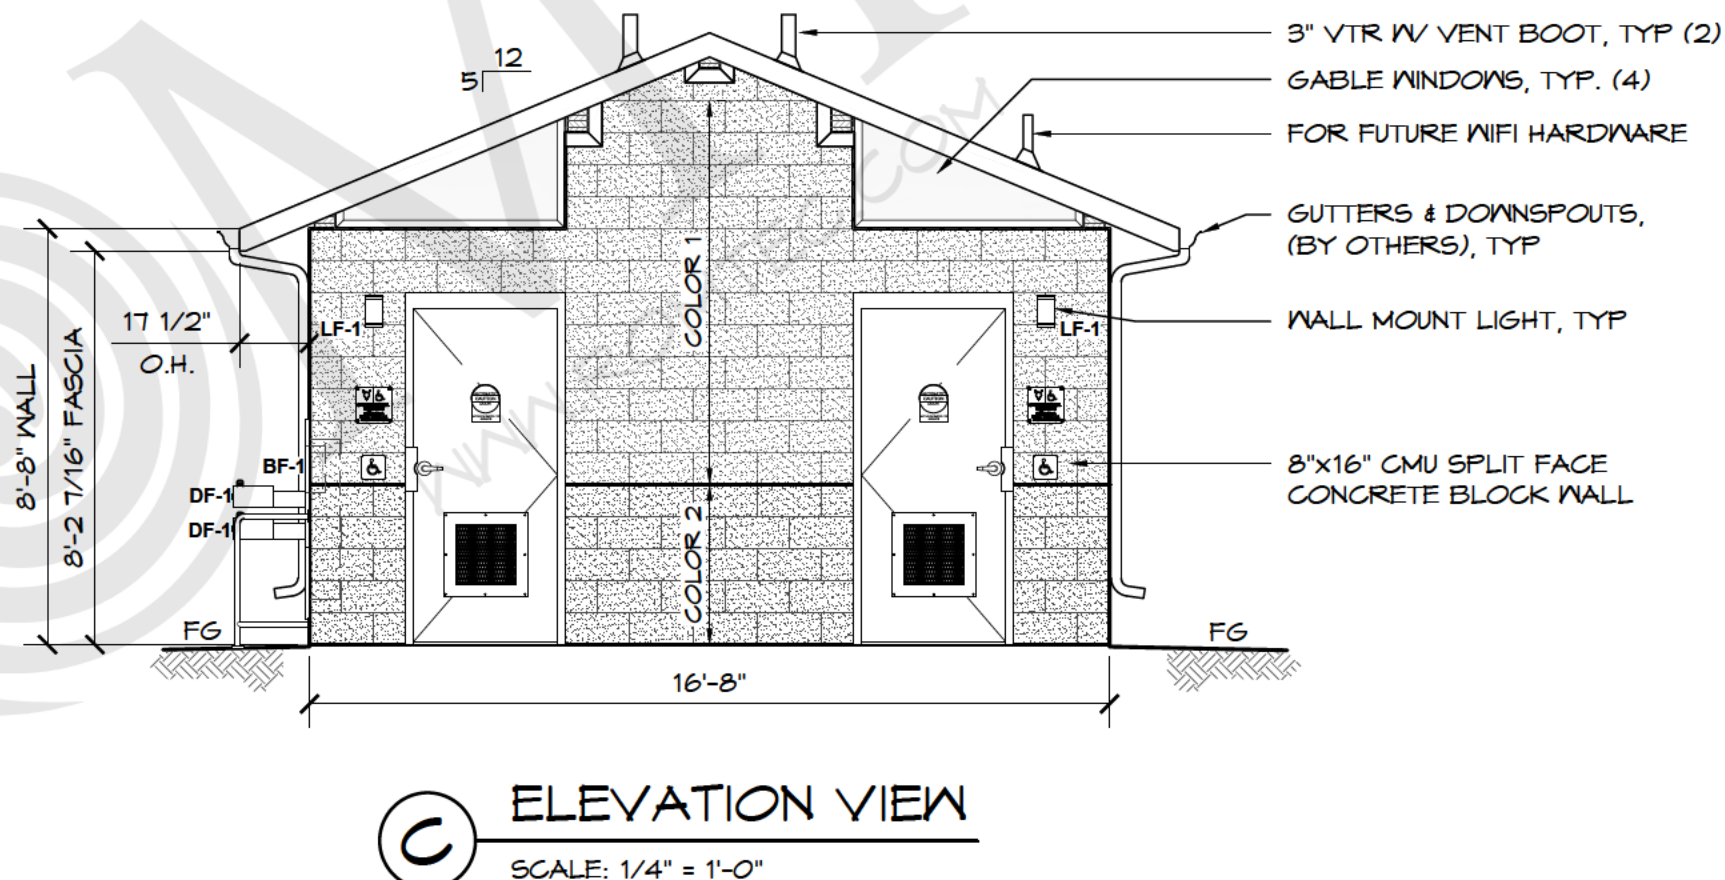 3" VTR W/ VENT BOOT, TYP (2)
GABLE WINDOWS, TYP. (4)
FOR FUTURE WIFI HARDWARE
GUTTERS & DOWNSPOUTS,
(BY OTHERS), TYP
WALL MOUNT LIGHT, TYP
8"x16" CMU SPLIT FACE
CONCRETE BLOCK WALL
12
5
17 1/2"
O.H.
8'-8" WALL
8'-2 7/16" FASCIA
LF-1
LF-1
COLOR 1
COLOR 2
BF-1
DF-1
DF-1
CAUTION
CAUTION
FG
FG
16'-8"
C
ELEVATION VIEW
SCALE: 1/4" = 1'-0"